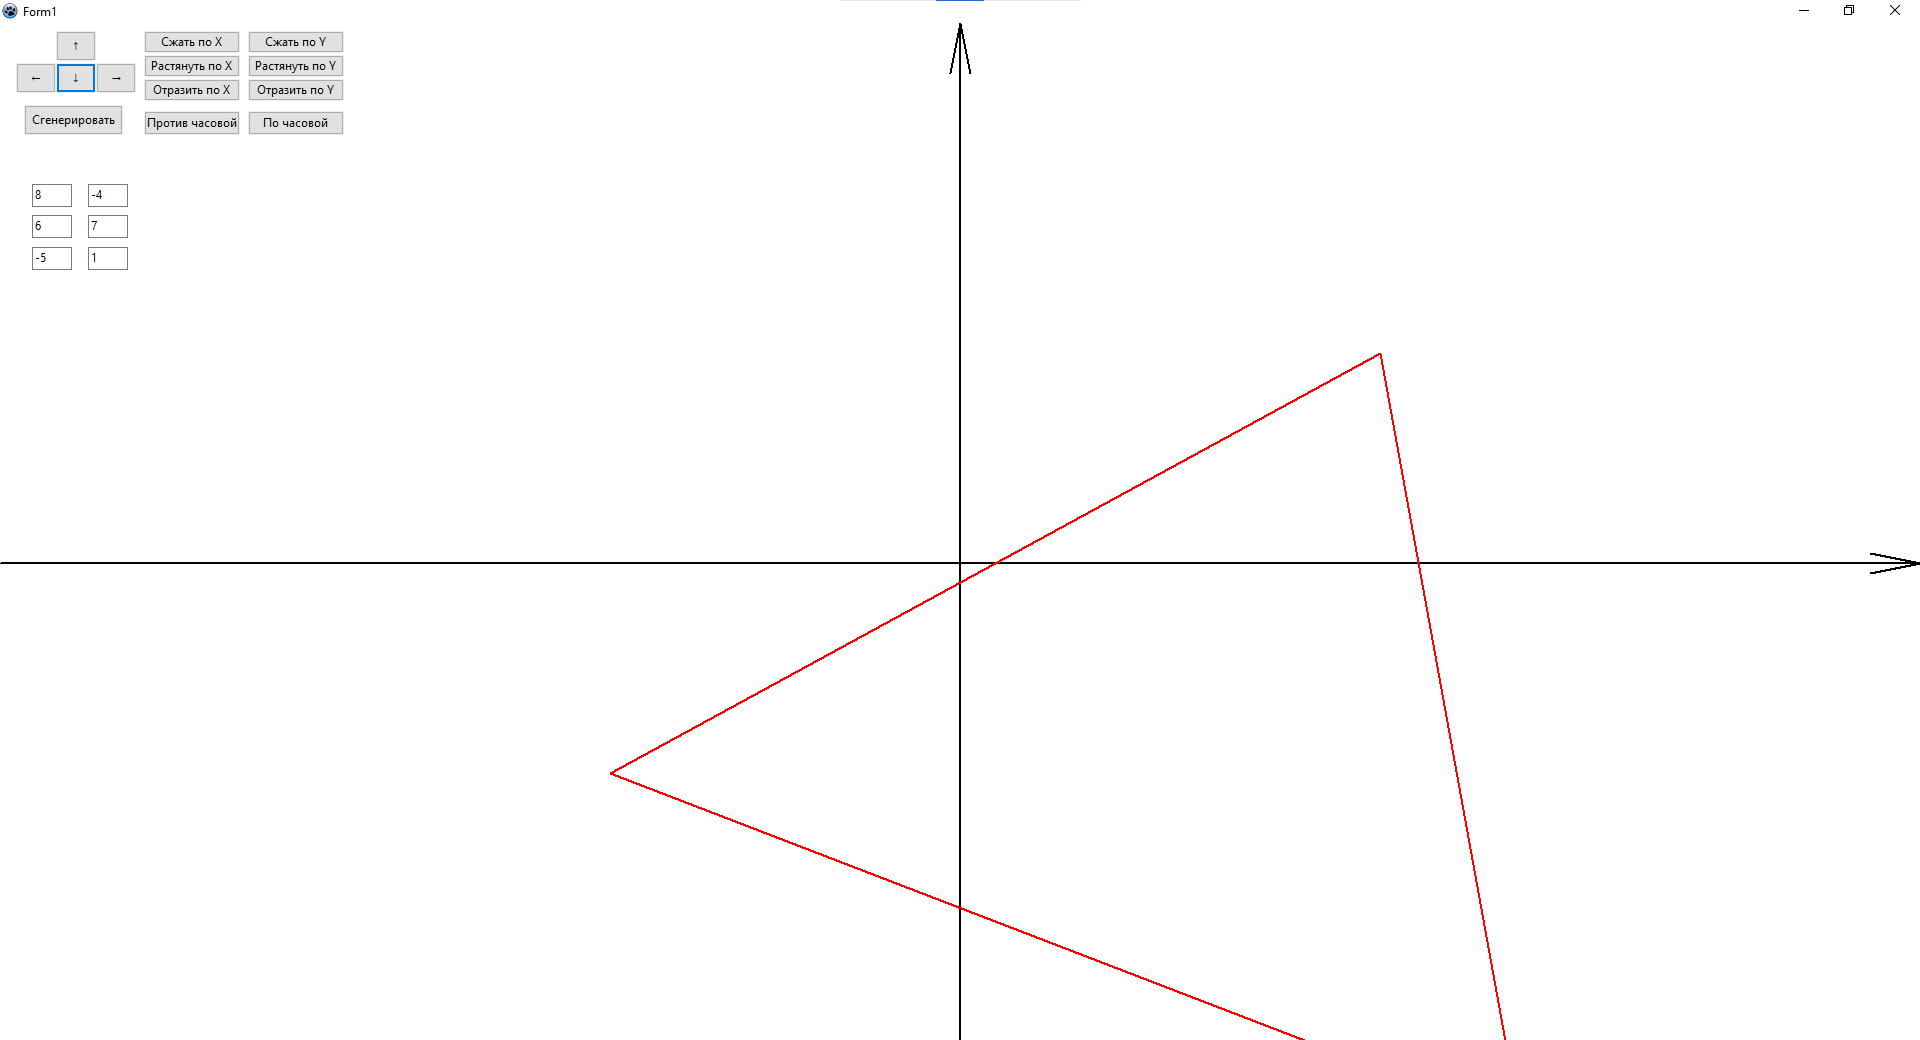 Form1
↑
← ↓ →
Сгенерировать
Сжать по X Сжать по Y
Растянуть по X Растянуть по Y
Отразить по X Отразить по Y
Против часовой По часовой
8 -4
6 7
-5 1